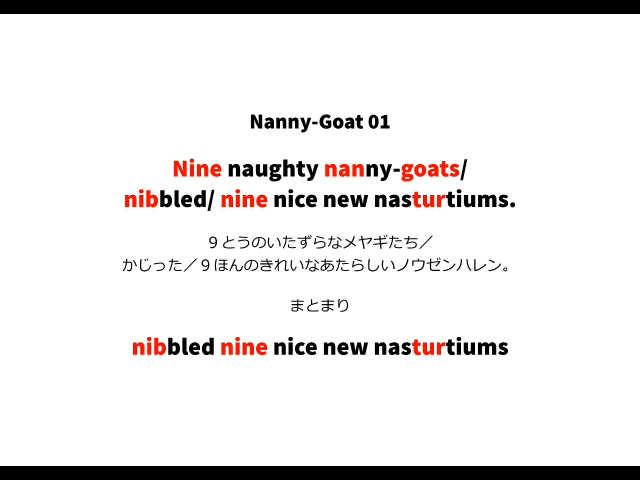 Nanny-Goat 01
Nine naughty nanny-goats/
nibbled/ nine nice new nasturtiums.
９とうのいたずらなメヤギたち／
かじった／９ほんのきれいなあたらしいノウゼンハレン。
まとまり
nibbled nine nice new nasturtiums